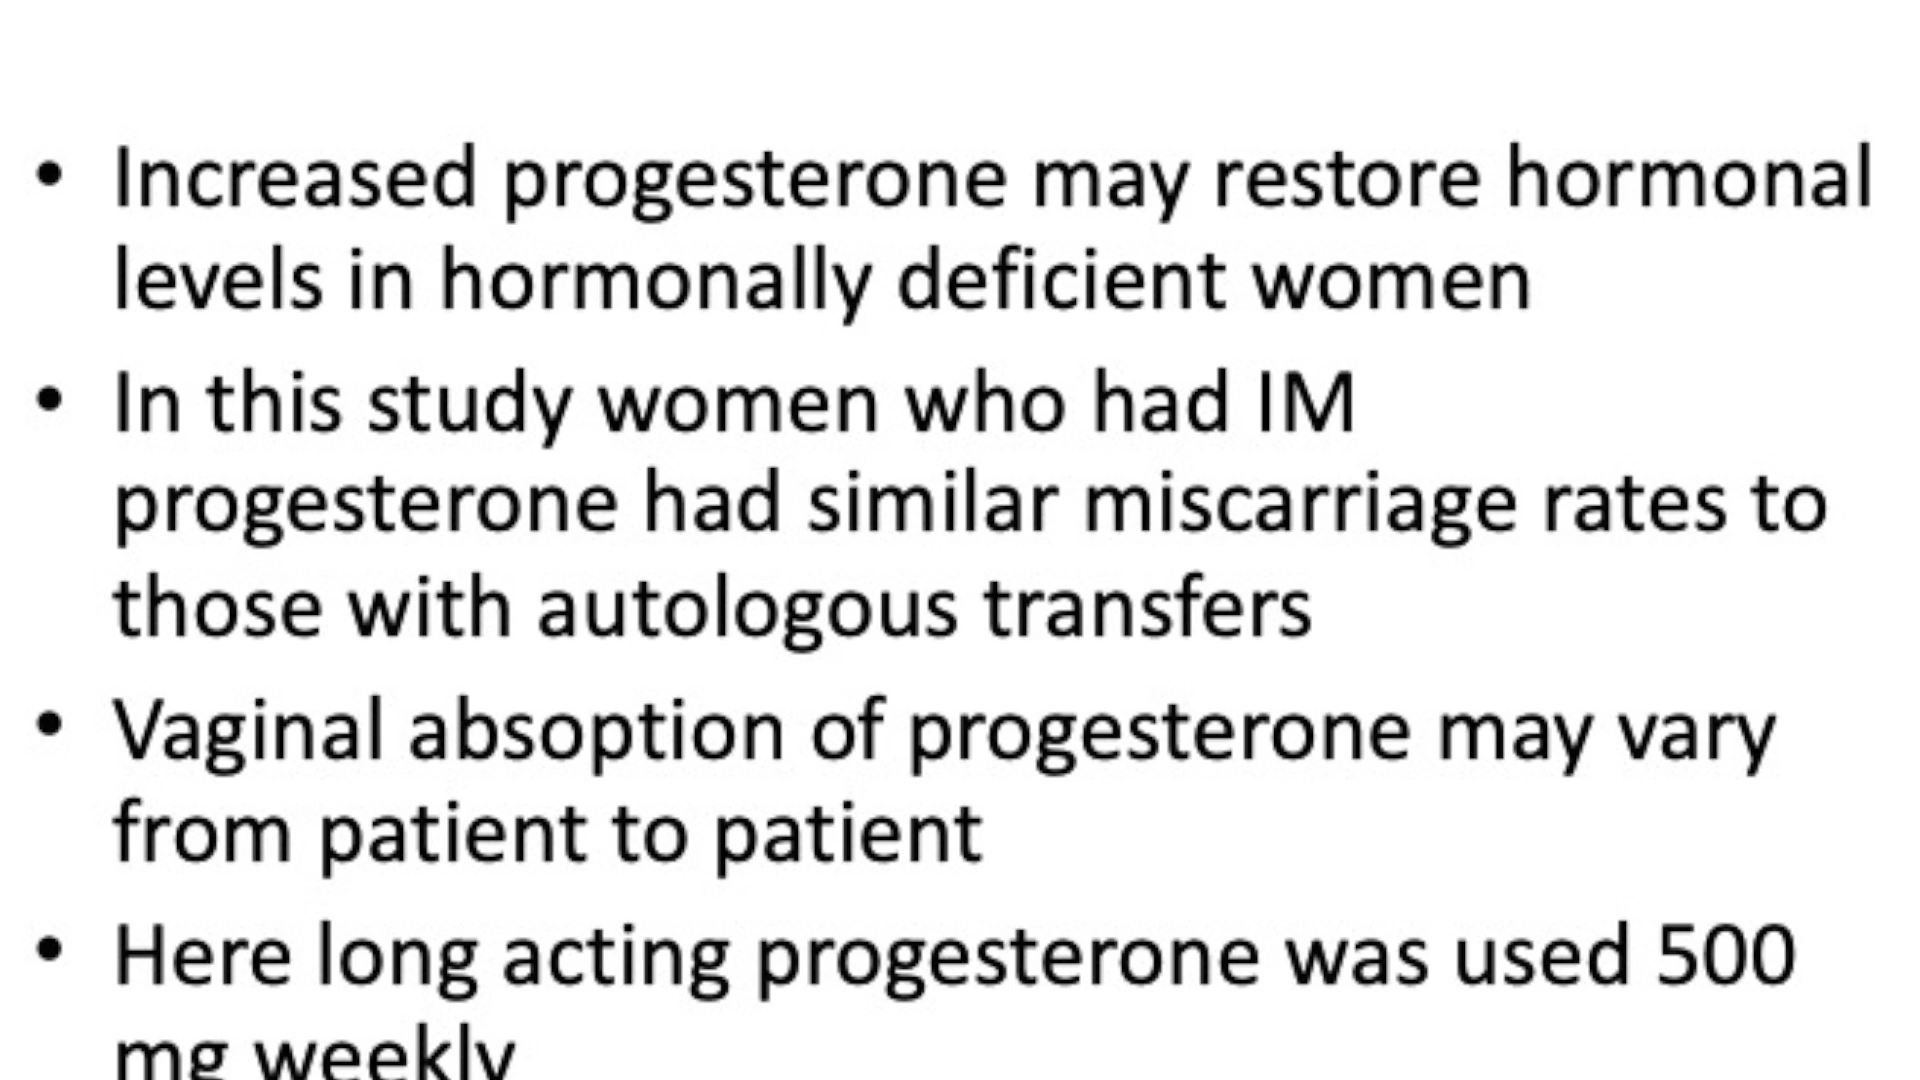 • Increased progesterone may restore hormonal
levels in hormonally deficient women
• In this study women who had IM
progesterone had similar miscarriage rates to
those with autologous transfers
• Vaginal absoption of progesterone may vary
from patient to patient
• Here long acting progesterone was used 500
mg weekly